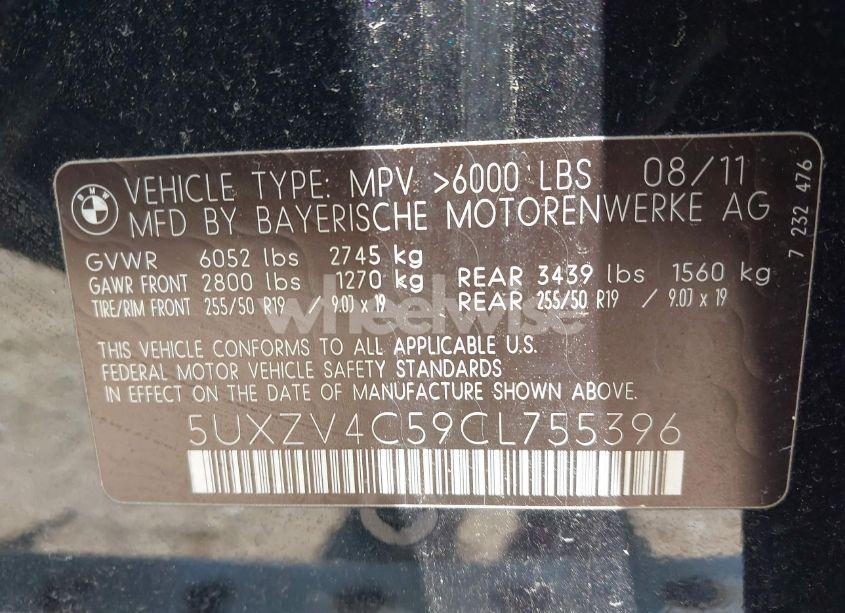 BMW
VEHICLE TYPE: MPV >6000 LBS 08/11
MFD BY BAYERISCHE MOTORENWERKE AG
7 232 476
GVWR 6052 lbs 2745 kg
GAWR FRONT 2800 lbs 1270 kg REAR 3439 lbs 1560 kg
TIRE/RIM FRONT 255/50 R19 / 9.0J x 19 REAR 255/50 R19 / 9.0J x 19
wheelwise
THIS VEHICLE CONFORMS TO ALL APPLICABLE U.S.
FEDERAL MOTOR VEHICLE SAFETY STANDARDS
IN EFFECT ON THE DATE OF MANUFACTURE SHOWN ABOVE.
5UXZV4C59CL755396